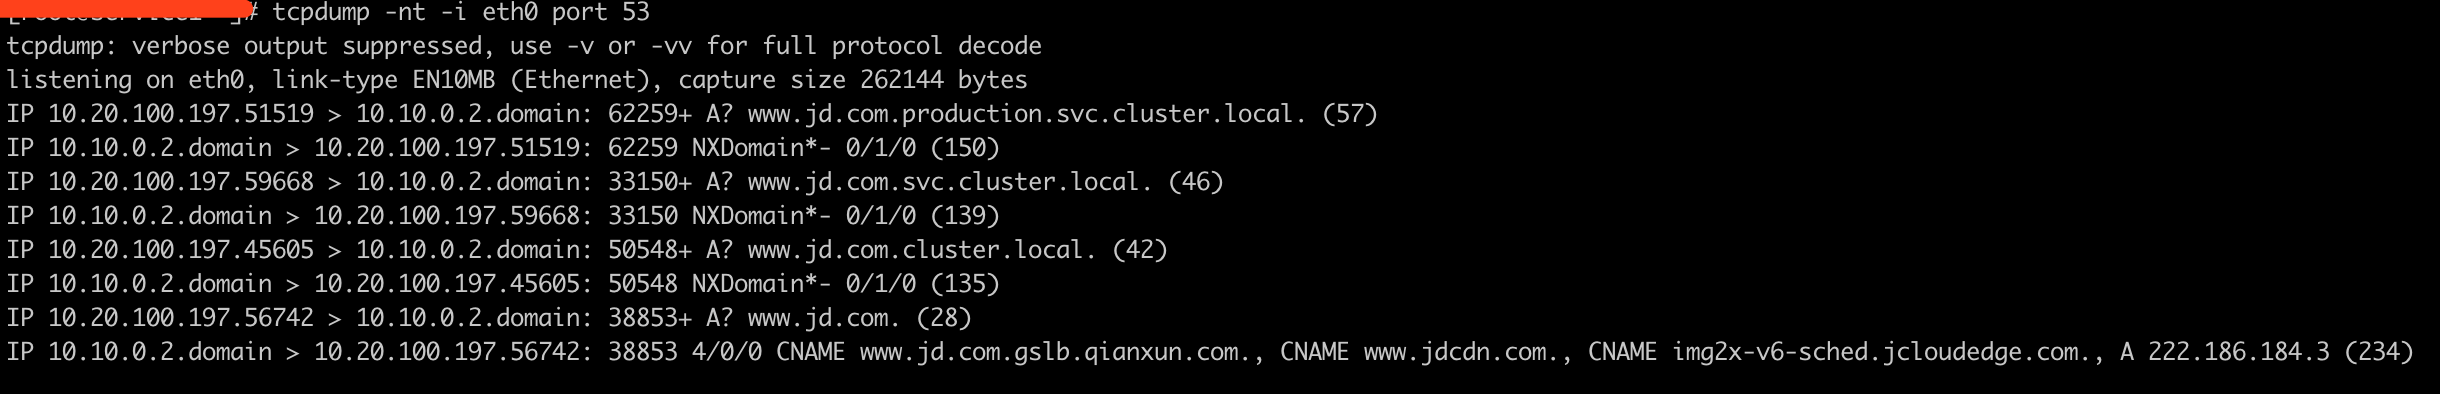 # tcpdump -nt -i eth0 port 53
tcpdump: verbose output suppressed, use -v or -vv for full protocol decode
listening on eth0, link-type EN10MB (Ethernet), capture size 262144 bytes
IP 10.20.100.197.51519 > 10.10.0.2.domain: 62259+ A? www.jd.com.production.svc.cluster.local. (57)
IP 10.10.0.2.domain > 10.20.100.197.51519: 62259 NXDomain*- 0/1/0 (150)
IP 10.20.100.197.59668 > 10.10.0.2.domain: 33150+ A? www.jd.com.svc.cluster.local. (46)
IP 10.10.0.2.domain > 10.20.100.197.59668: 33150 NXDomain*- 0/1/0 (139)
IP 10.20.100.197.45605 > 10.10.0.2.domain: 50548+ A? www.jd.com.cluster.local. (42)
IP 10.10.0.2.domain > 10.20.100.197.45605: 50548 NXDomain*- 0/1/0 (135)
IP 10.20.100.197.56742 > 10.10.0.2.domain: 38853+ A? www.jd.com. (28)
IP 10.10.0.2.domain > 10.20.100.197.56742: 38853 4/0/0 CNAME www.jd.com.gslb.qianxun.com., CNAME www.jdcdn.com., CNAME img2x-v6-sched.jcloudedge.com., A 222.186.184.3 (234)